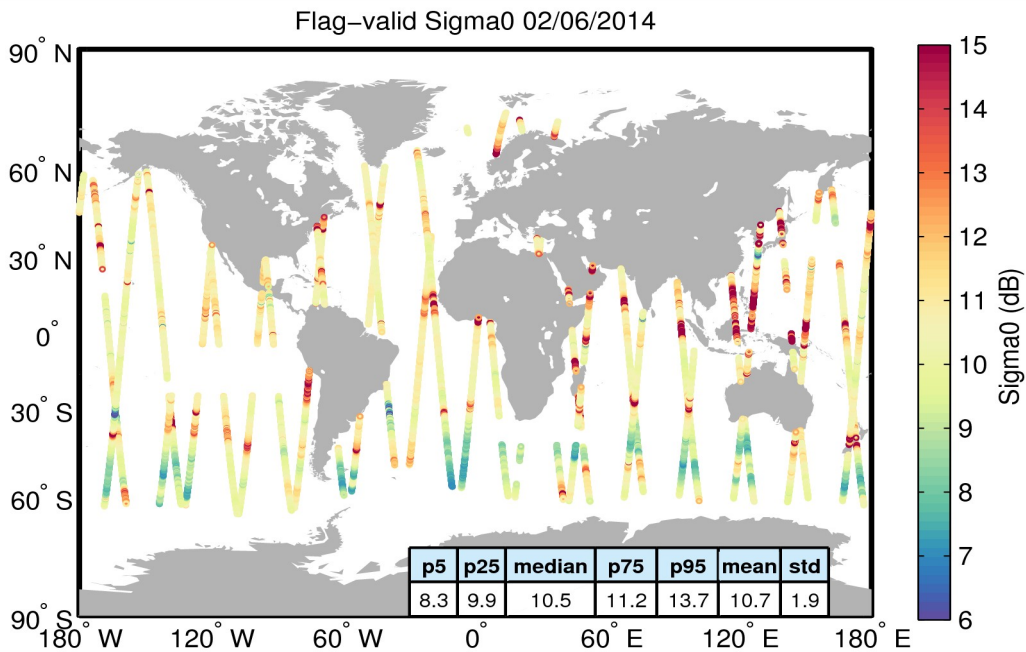 Flag−valid Sigma0 02/06/2014
90° N
60° N
30° N
0°
30° S
60° S
90° S
180° W
120° W
60° W
0°
60° E
120° E
180° E
15
14
13
12
11
10
9
8
7
6
Sigma0 (dB)
p5 p25 median p75 p95 mean std
8.3 9.9 10.5 11.2 13.7 10.7 1.9